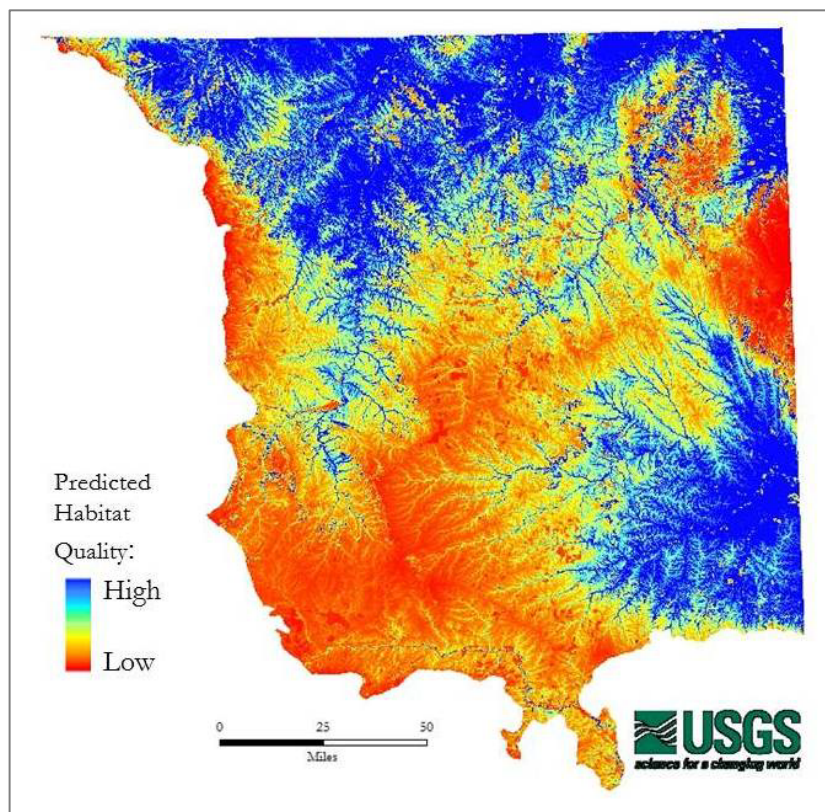 Predicted
Habitat
Quality:
High
Low
0 25 50
Miles
USGS
science for a changing world